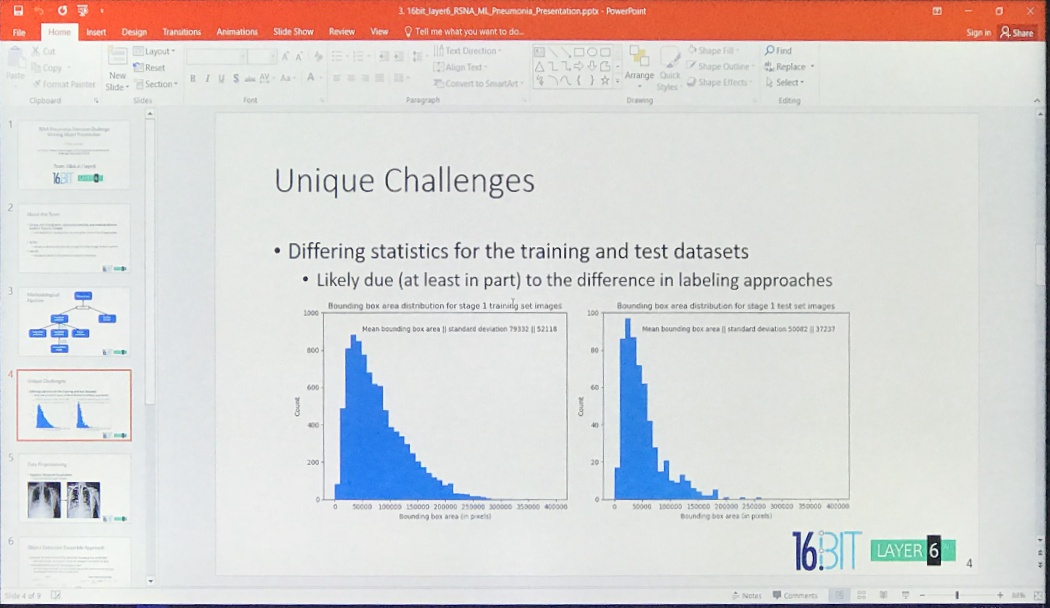 3. 16bit_layer6_RSNA_ML_Pneumonia_Presentation.pptx - PowerPoint
File Home Insert Design Transitions Animations Slide Show Review View Tell me what you want to do... Sign in Share
Cut
Copy
Format Painter
Paste
Clipboard
New
Slide
Layout
Reset
Section
Slides
Font
Text Direction
Align Text
Convert to SmartArt
Paragraph
Arrange
Quick
Styles
Shape Fill
Shape Outline
Shape Effects
Drawing
Find
Replace
Select
Editing
1
2
About the Team
3
4
Unique Challenges
5
6
Unique Challenges
• Differing statistics for the training and test datasets
• Likely due (at least in part) to the difference in labeling approaches
Bounding box area distribution for stage 1 training set images
Mean bounding box area || standard deviation 79332 || 52118
1000
800
600
400
200
0
Count
0 50000 100000 150000 200000 250000 300000 350000 400000
Bounding box area (in pixels)
Bounding box area distribution for stage 1 test set images
Mean bounding box area || standard deviation 50082 || 37237
100
80
60
40
20
0
Count
0 50000 100000 150000 200000 250000 300000 350000 400000
Bounding box area (in pixels)
16 BIT
LAYER 6
4
Slide 4 of 9
Notes
Comments
88%